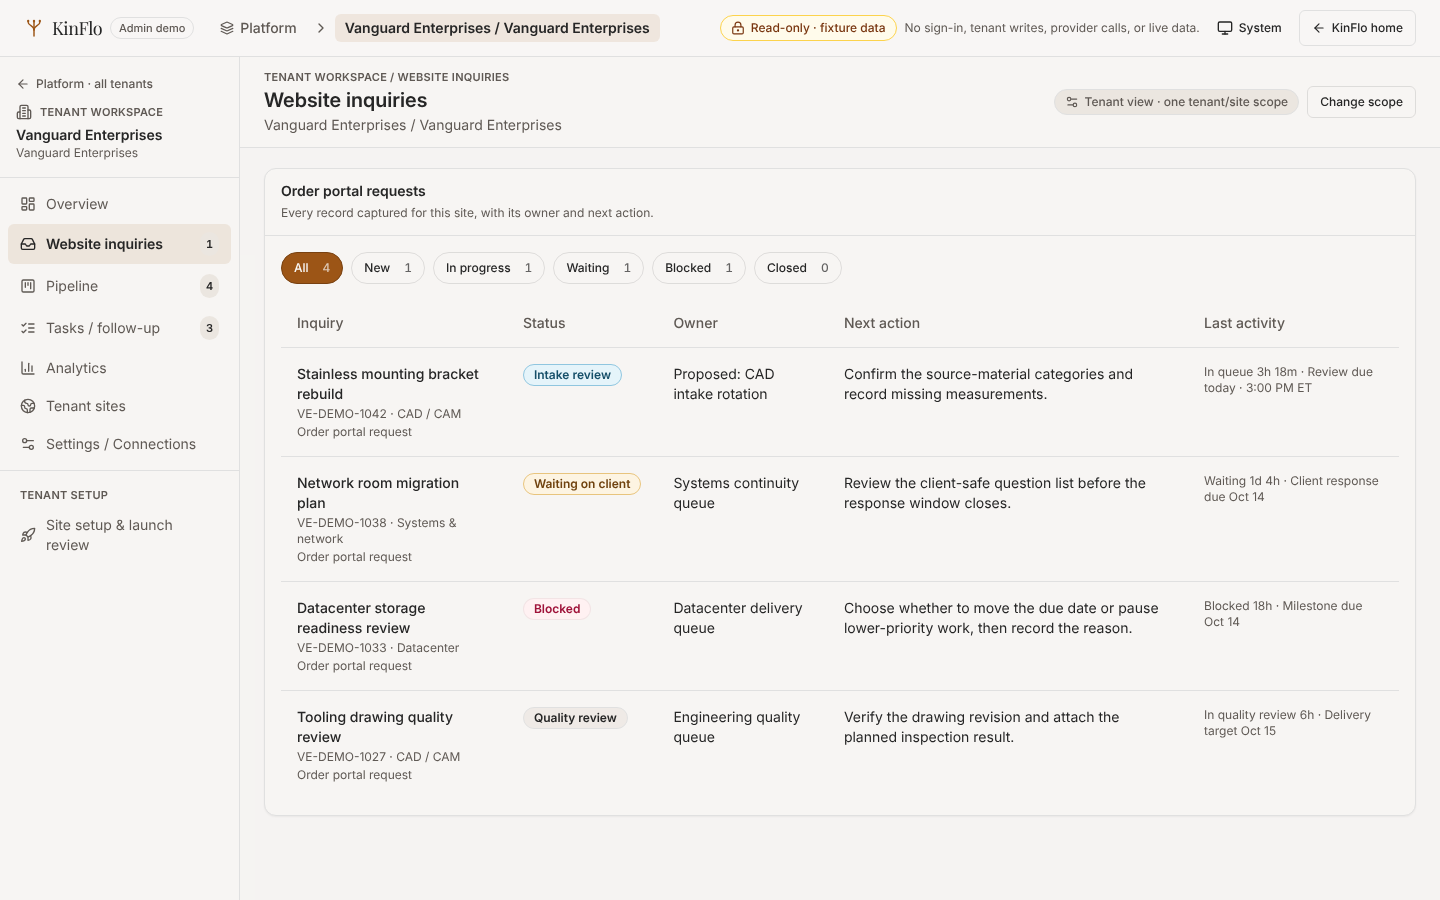 KinFlo
Admin demo
Platform
Vanguard Enterprises / Vanguard Enterprises
Read-only · fixture data
No sign-in, tenant writes, provider calls, or live data.
System
KinFlo home
Platform · all tenants
TENANT WORKSPACE
Vanguard Enterprises
Vanguard Enterprises
Overview
Website inquiries 1
Pipeline 4
Tasks / follow-up 3
Analytics
Tenant sites
Settings / Connections
TENANT SETUP
Site setup & launch
review
TENANT WORKSPACE / WEBSITE INQUIRIES
Website inquiries
Vanguard Enterprises / Vanguard Enterprises
Tenant view · one tenant/site scope
Change scope
Order portal requests
Every record captured for this site, with its owner and next action.
All 4
New 1
In progress 1
Waiting 1
Blocked 1
Closed 0
Inquiry Status Owner Next action Last activity
Stainless mounting bracket
rebuild
VE-DEMO-1042 · CAD / CAM
Order portal request
Intake review
Proposed: CAD
intake rotation
Confirm the source-material categories and
record missing measurements.
In queue 3h 18m · Review due
today · 3:00 PM ET
Network room migration
plan
VE-DEMO-1038 · Systems &
network
Order portal request
Waiting on client
Systems continuity
queue
Review the client-safe question list before the
response window closes.
Waiting 1d 4h · Client response
due Oct 14
Datacenter storage
readiness review
VE-DEMO-1033 · Datacenter
Order portal request
Blocked
Datacenter delivery
queue
Choose whether to move the due date or pause
lower-priority work, then record the reason.
Blocked 18h · Milestone due
Oct 14
Tooling drawing quality
review
VE-DEMO-1027 · CAD / CAM
Order portal request
Quality review
Engineering quality
queue
Verify the drawing revision and attach the
planned inspection result.
In quality review 6h · Delivery
target Oct 15